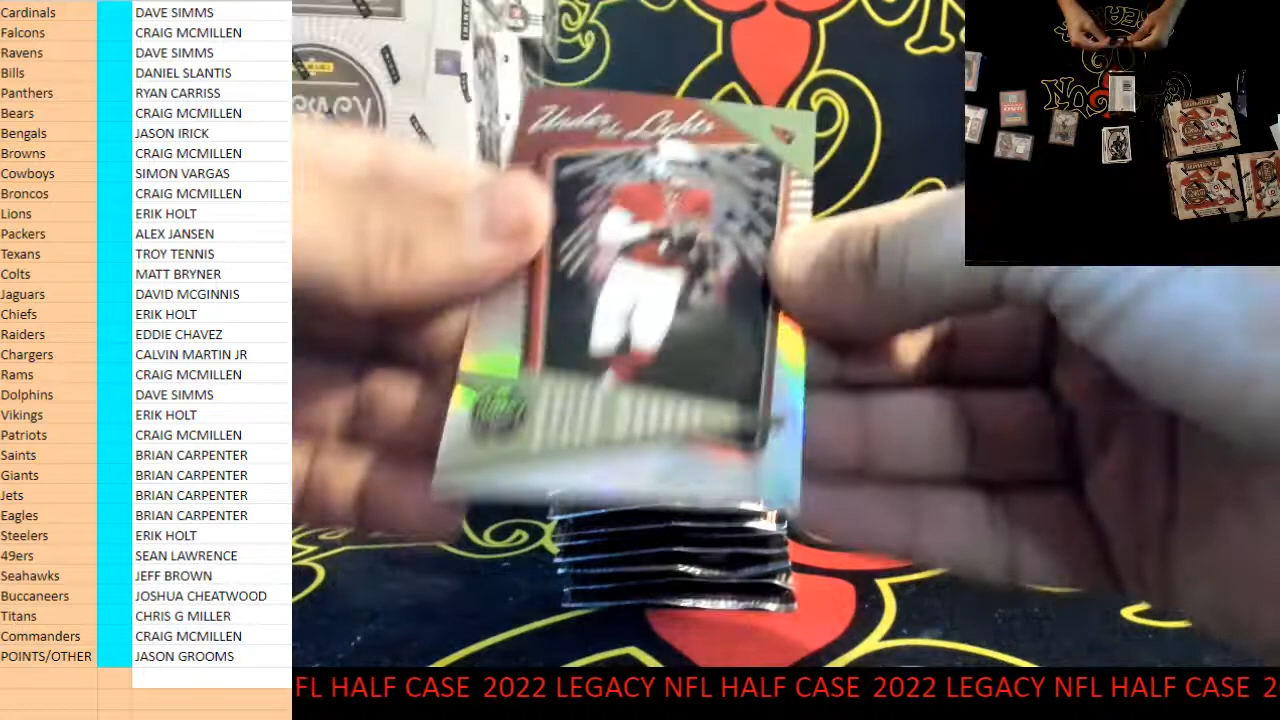 Cardinals DAVE SIMMS
Falcons CRAIG MCMILLEN
Ravens DAVE SIMMS
Bills DANIEL SLANTIS
Panthers RYAN CARRISS
Bears CRAIG MCMILLEN
Bengals JASON IRICK
Browns CRAIG MCMILLEN
Cowboys SIMON VARGAS
Broncos CRAIG MCMILLEN
Lions ERIK HOLT
Packers ALEX JANSEN
Texans TROY TENNIS
Colts MATT BRYNER
Jaguars DAVID MCGINNIS
Chiefs ERIK HOLT
Raiders EDDIE CHAVEZ
Chargers CALVIN MARTIN JR
Rams CRAIG MCMILLEN
Dolphins DAVE SIMMS
Vikings ERIK HOLT
Patriots CRAIG MCMILLEN
Saints BRIAN CARPENTER
Giants BRIAN CARPENTER
Jets BRIAN CARPENTER
Eagles BRIAN CARPENTER
Steelers ERIK HOLT
49ers SEAN LAWRENCE
Seahawks JEFF BROWN
Buccaneers JOSHUA CHEATWOOD
Titans CHRIS G MILLER
Commanders CRAIG MCMILLEN
POINTS/OTHER JASON GROOMS
Under the Lights
FL HALF CASE 2022 LEGACY NFL HALF CASE 2022 LEGACY NFL HALF CASE 2